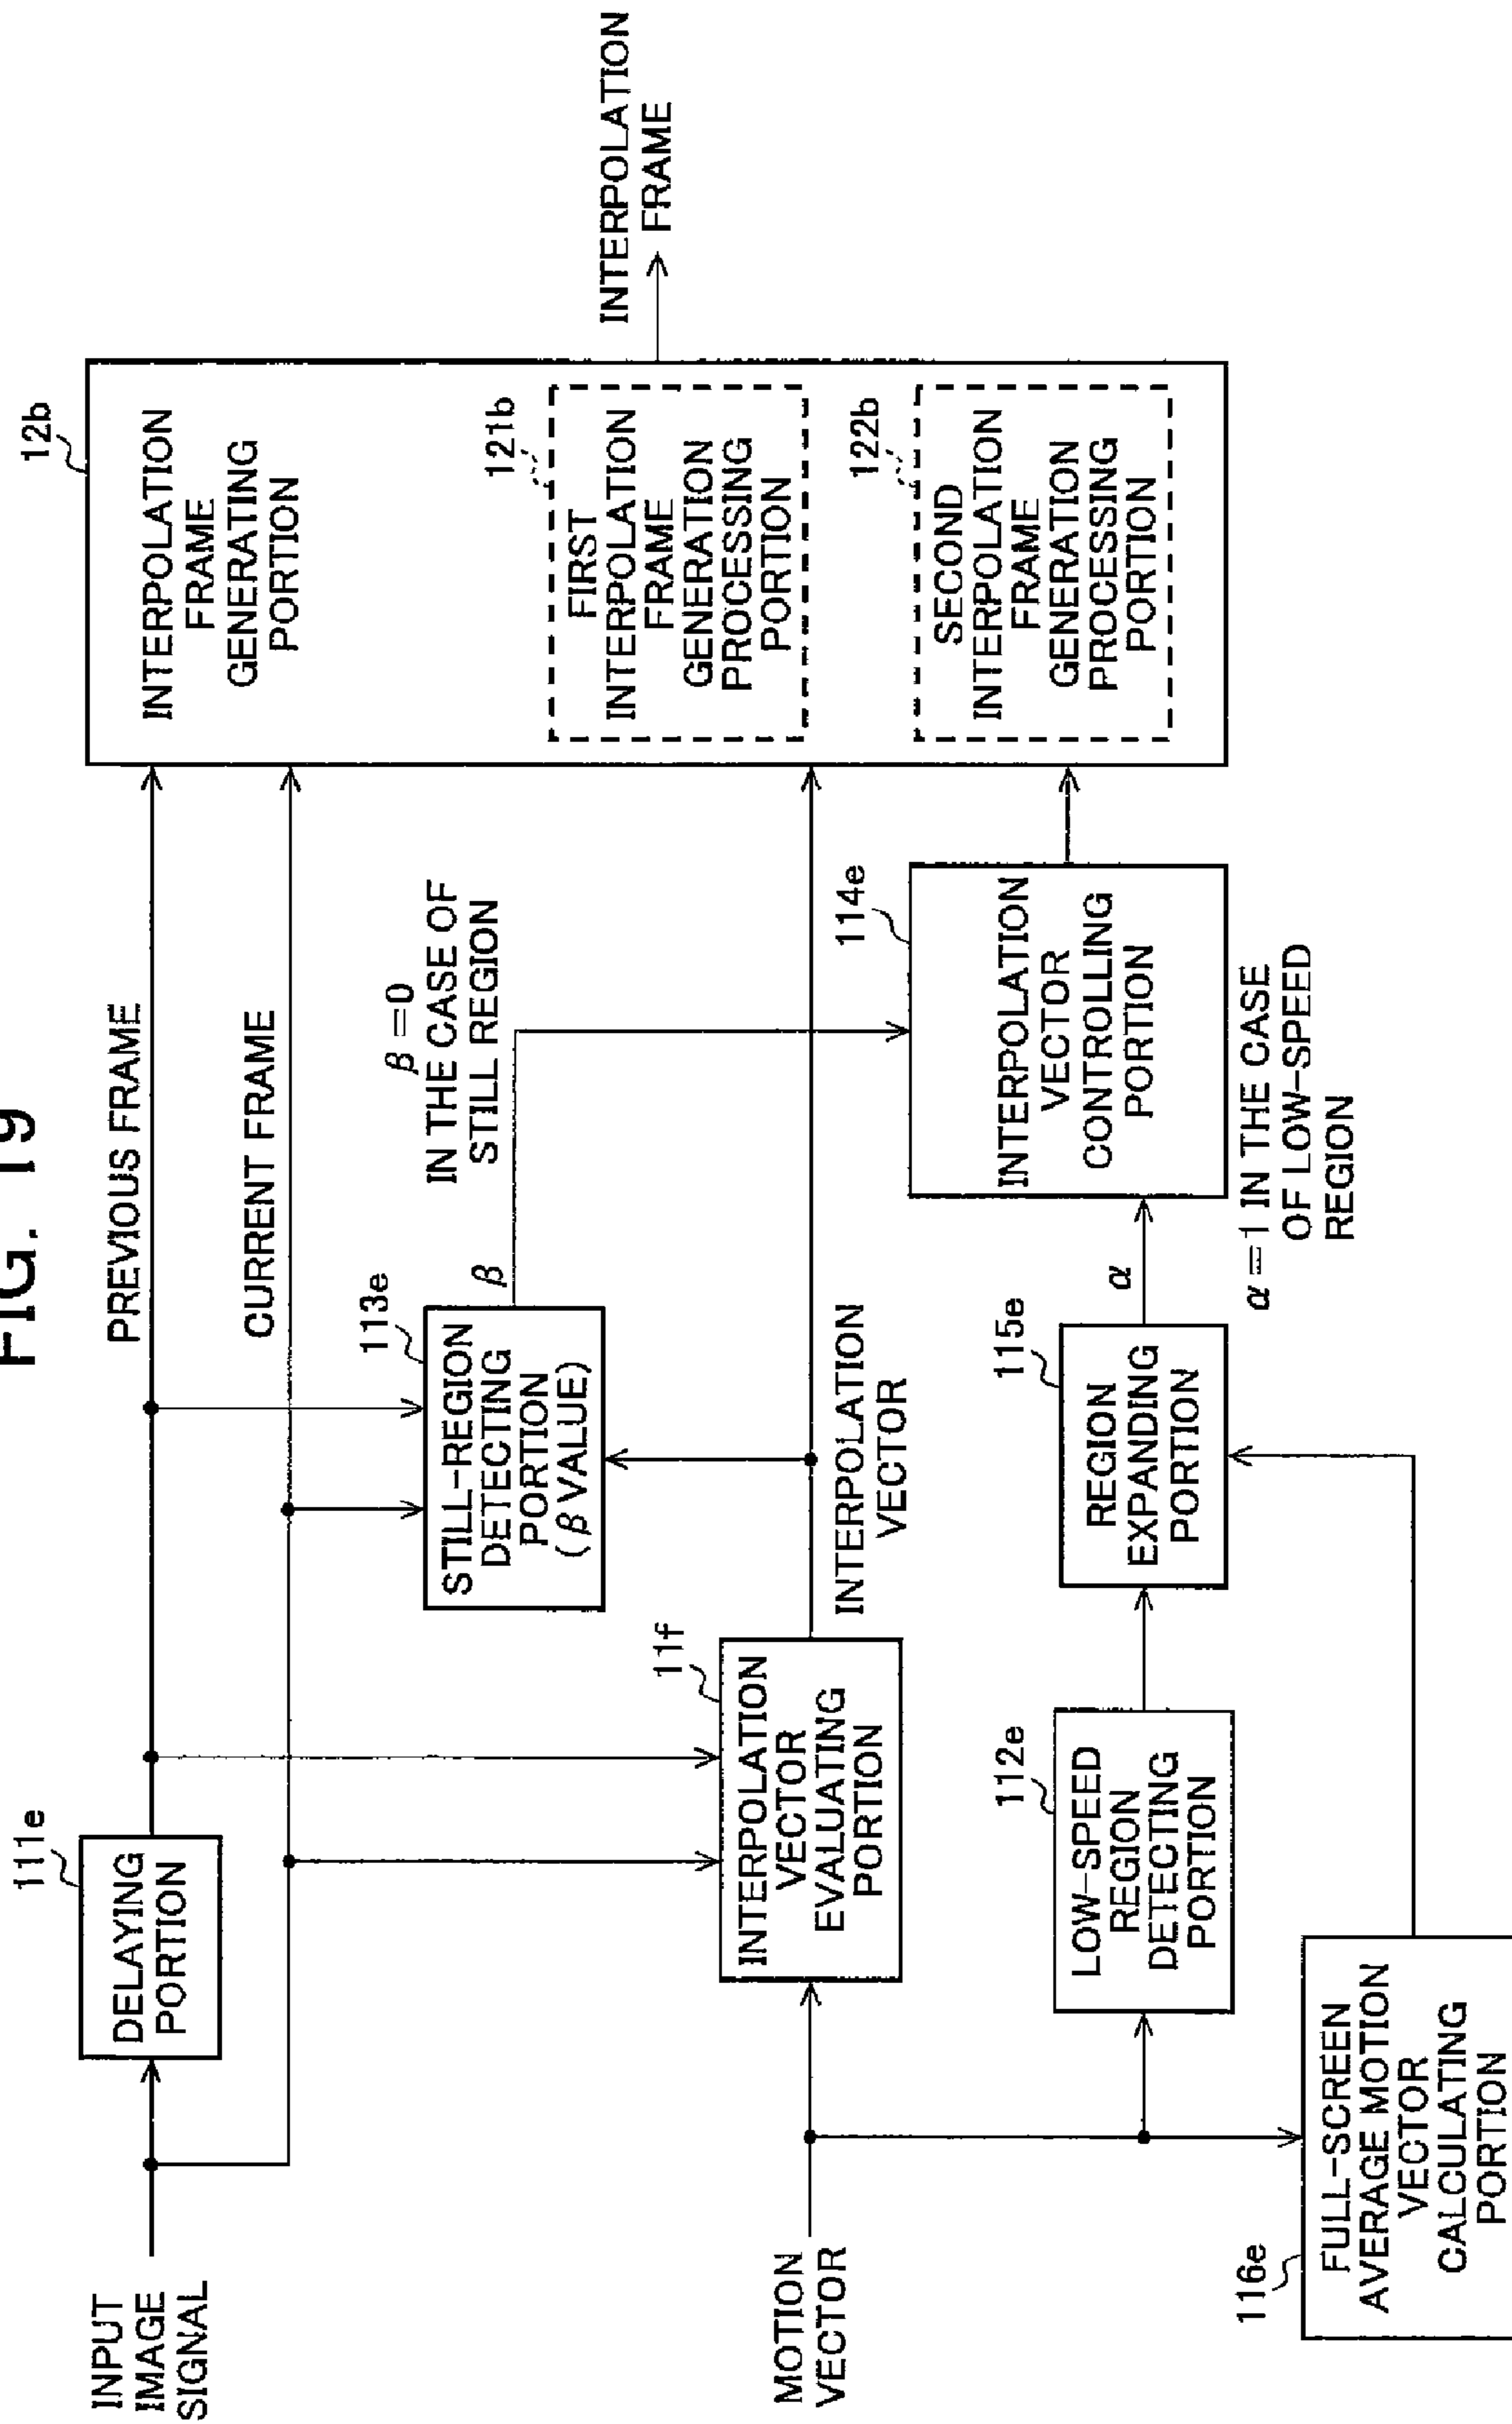 FIG. 19
INPUT
IMAGE
SIGNAL
111e
DELAYING
PORTION
PREVIOUS FRAME
CURRENT FRAME
12b
INTERPOLATION
FRAME
GENERATING
PORTION
121b
FIRST
INTERPOLATION
FRAME
GENERATION
PROCESSING
PORTION
122b
SECOND
INTERPOLATION
FRAME
GENERATION
PROCESSING
PORTION
INTERPOLATION
FRAME
113e
STILL-REGION
DETECTING
PORTION
(β VALUE)
β
β=0
IN THE CASE OF
STILL REGION
MOTION
VECTOR
11f
INTERPOLATION
VECTOR
EVALUATING
PORTION
INTERPOLATION
VECTOR
112e
LOW-SPEED
REGION
DETECTING
PORTION
115e
REGION
EXPANDING
PORTION
α
α=1 IN THE CASE
OF LOW-SPEED
REGION
114e
INTERPOLATION
VECTOR
CONTROLLING
PORTION
116e
FULL-SCREEN
AVERAGE MOTION
VECTOR
CALCULATING
PORTION